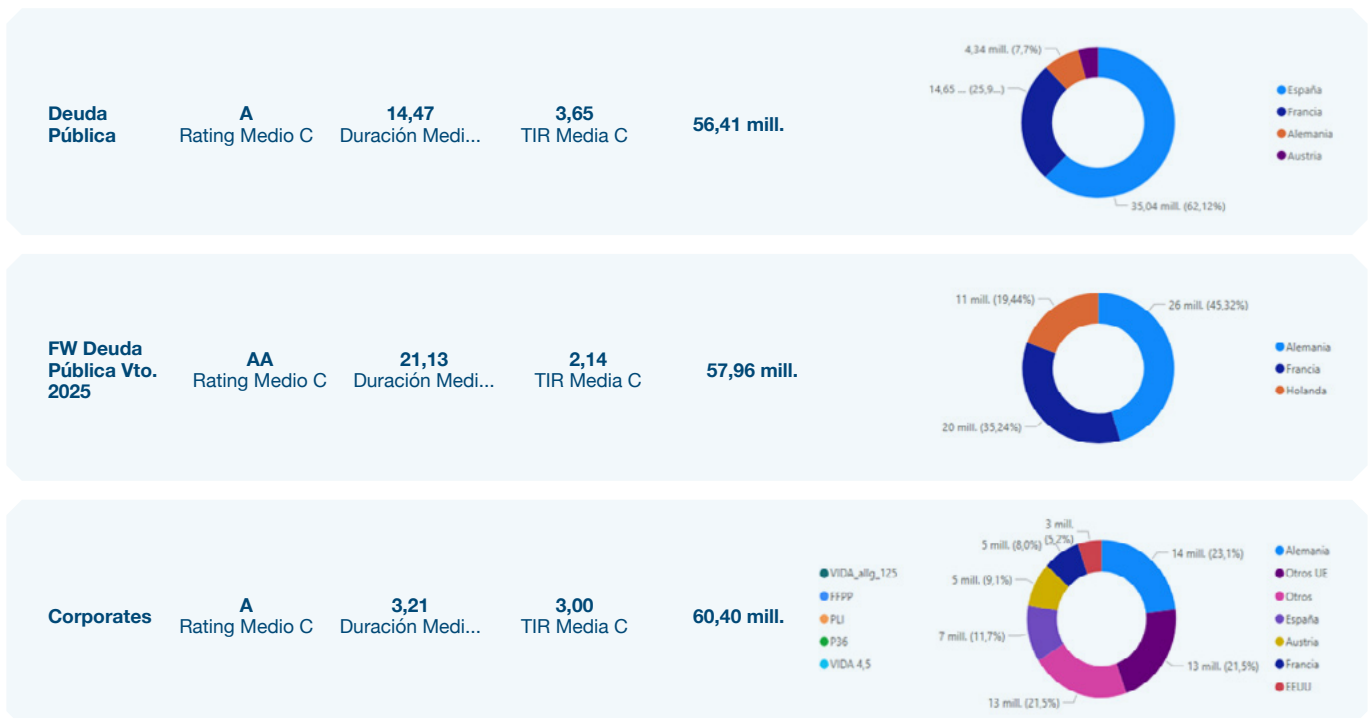 Deuda
Pública
A
Rating Medio C
14,47
Duración Medi...
3,65
TIR Media C
56,41 mill.
4,34 mill. (7,7%)
14,65 ... (25,9...)
35,04 mill. (62,12%)
España
Francia
Alemania
Austria
FW Deuda
Pública Vto.
2025
AA
Rating Medio C
21,13
Duración Medi...
2,14
TIR Media C
57,96 mill.
11 mill. (19,44%)
26 mill. (45,32%)
20 mill. (35,24%)
Alemania
Francia
Holanda
Corporates
A
Rating Medio C
3,21
Duración Medi...
3,00
TIR Media C
60,40 mill.
VIDA_allg_125
FFPP
PLI
P36
VIDA 4,5
3 mill.
(5,2%)
5 mill. (8,0%)
14 mill. (23,1%)
5 mill. (9,1%)
7 mill. (11,7%)
13 mill. (21,5%)
13 mill. (21,5%)
Alemania
Otros UE
Otros
España
Austria
Francia
EEUU